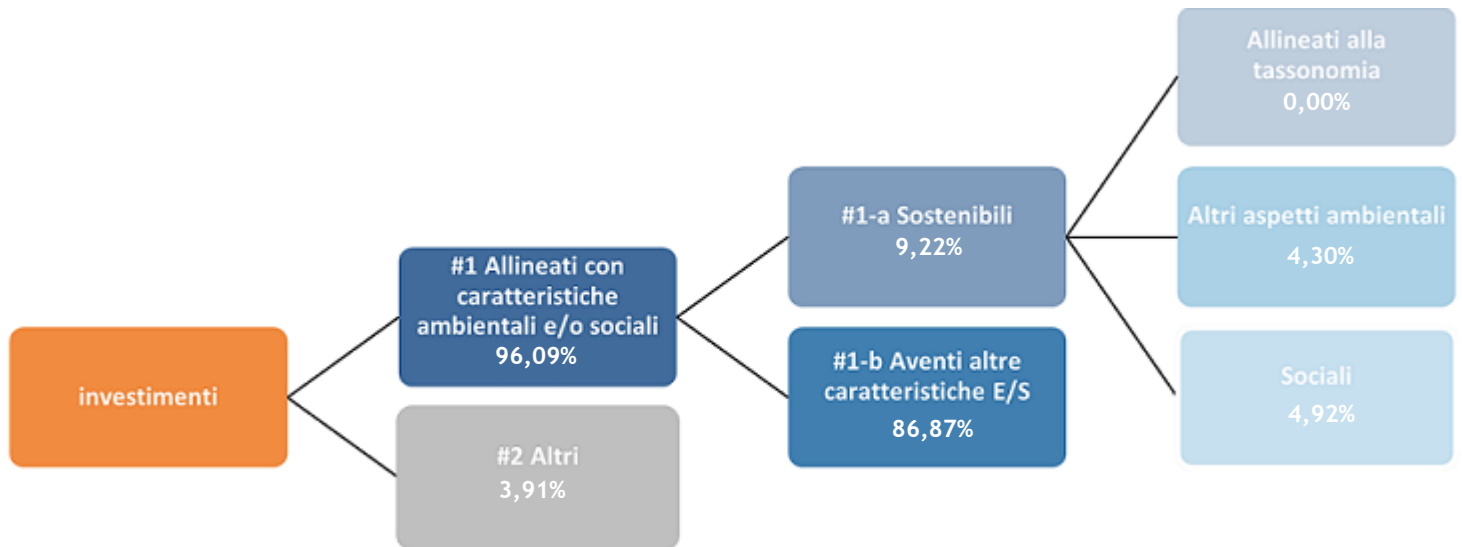 investimenti
#1 Allineati con
caratteristiche
ambientali e/o sociali
96,09%
#2 Altri
3,91%
#1-a Sostenibili
9,22%
#1-b Aventi altre
caratteristiche E/S
86,87%
Allineati alla
tassonomia
0,00%
Altri aspetti ambientali
4,30%
Sociali
4,92%